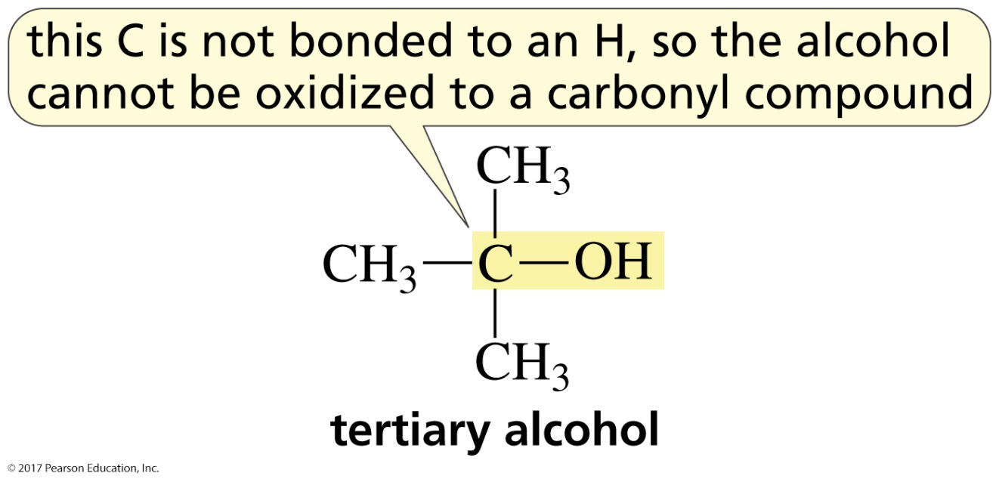 this C is not bonded to an H, so the alcohol
cannot be oxidized to a carbonyl compound
CH₃
CH₃—C—OH
CH₃
tertiary alcohol
© 2017 Pearson Education, Inc.